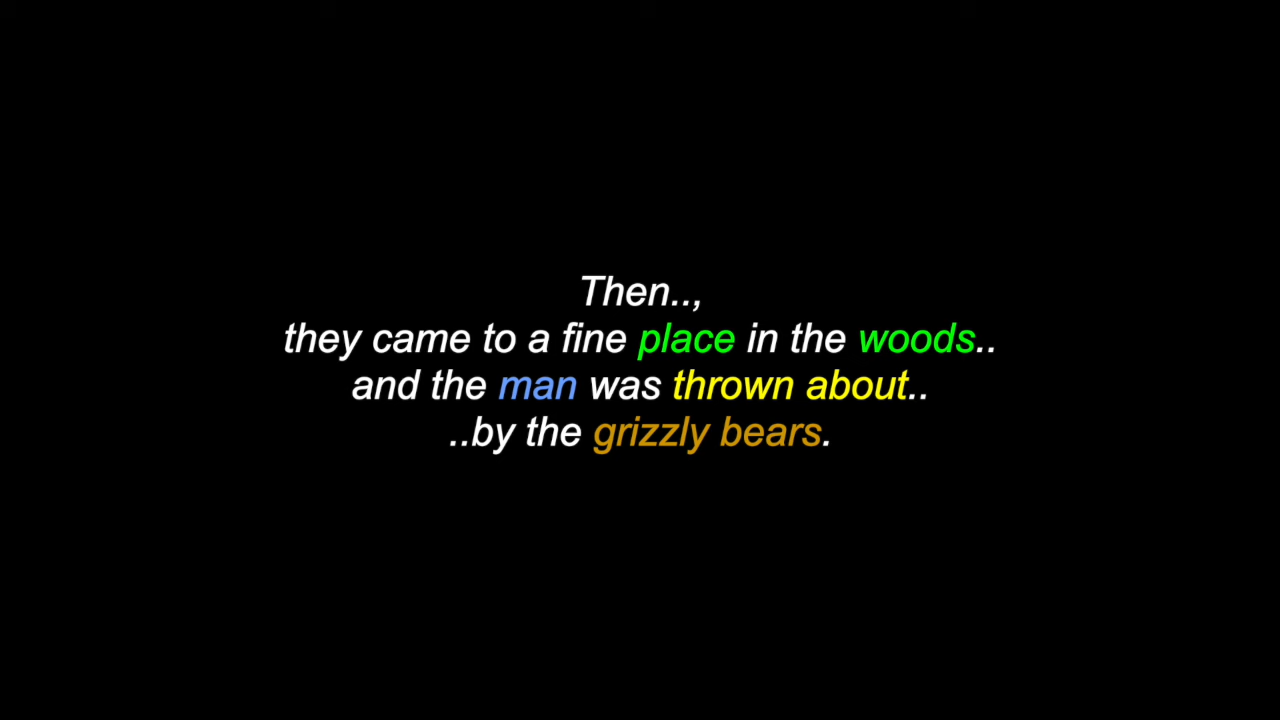 Then..,
they came to a fine place in the woods..
and the man was thrown about..
..by the grizzly bears.